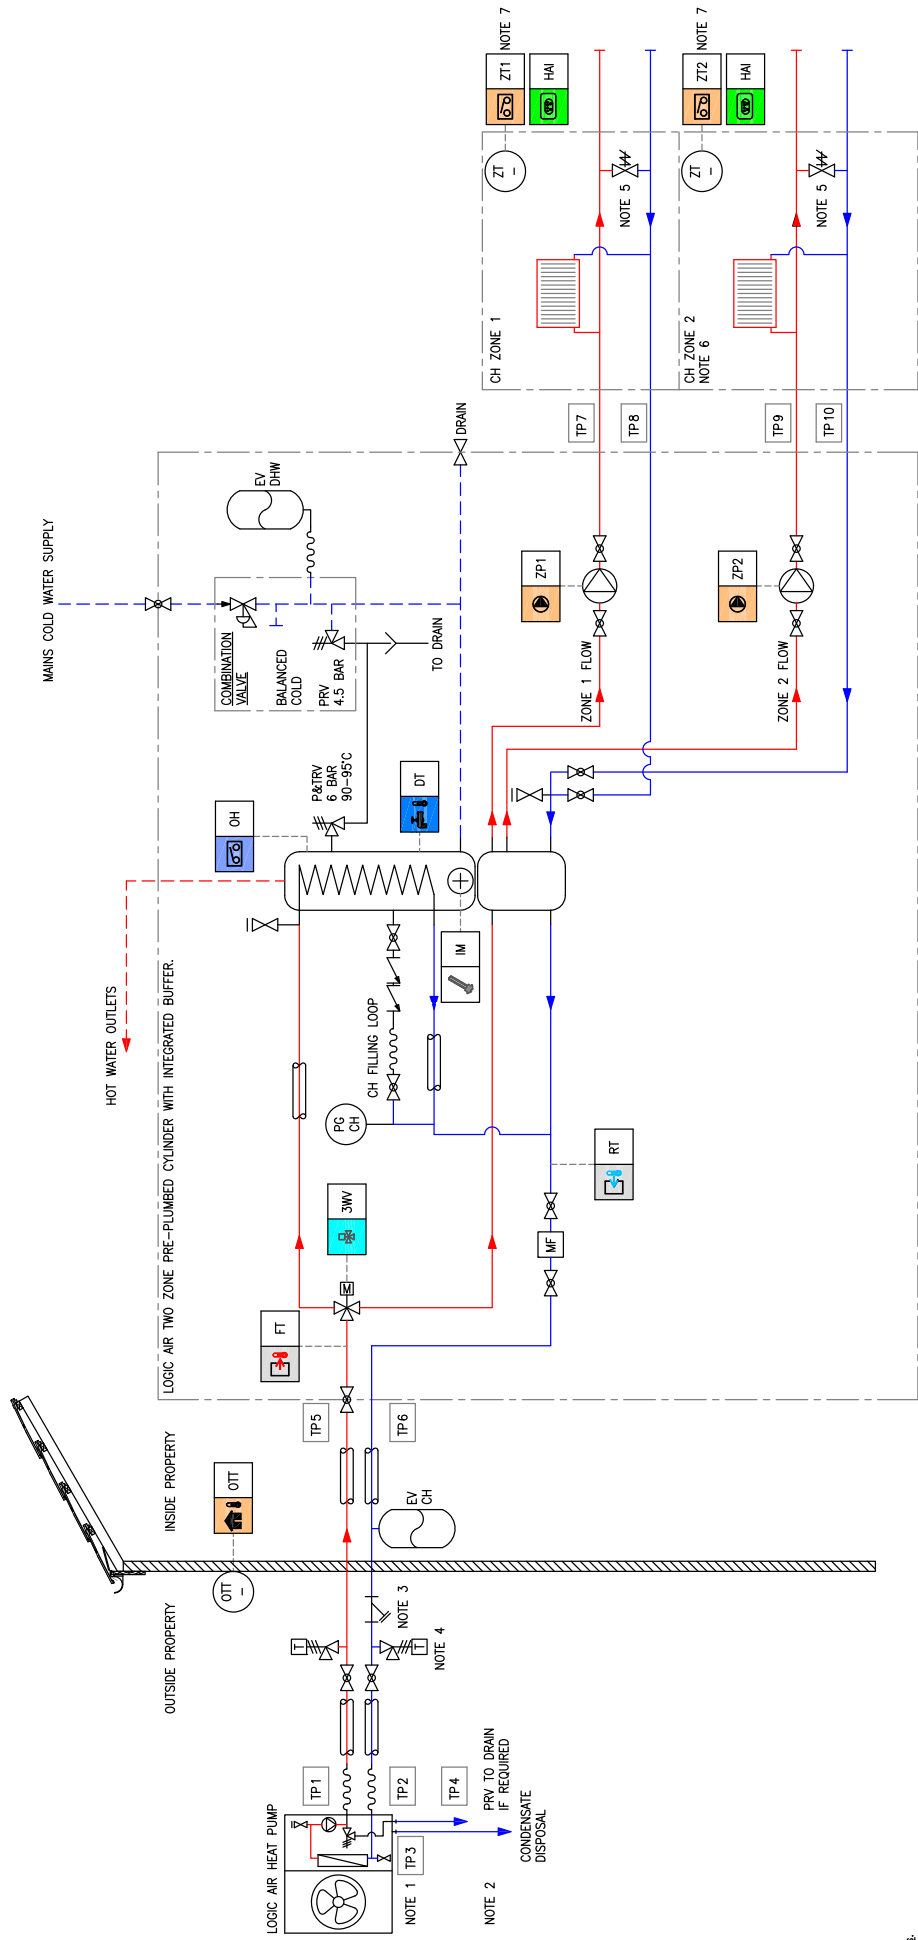 LOGIC AIR HEAT PUMP
NOTE 1
NOTE 2
TP3
CONDENSATE
DISPOSAL
PRV TO DRAIN
IF REQUIRED
TP1
TP2
TP4
T
T
NOTE 4
NOTE 3
OUTSIDE PROPERTY
INSIDE PROPERTY
OTT
–
OTT
EV
CH
TP5
TP6
LOGIC AIR TWO ZONE PRE-PLUMBED CYLINDER WITH INTEGRATED BUFFER.
FT
M
3WV
MF
RT
PG
CH
CH FILLING LOOP
HOT WATER OUTLETS
IM
OH
DT
P&TRV
6 BAR
90-95°C
COMBINATION
VALVE
BALANCED
COLD
PRV
4.5 BAR
TO DRAIN
MAINS COLD WATER SUPPLY
EV
DHW
DRAIN
ZONE 1 FLOW
ZONE 2 FLOW
ZP1
ZP2
TP7
TP8
TP9
TP10
CH ZONE 1
CH ZONE 2
NOTE 6
NOTE 5
NOTE 5
ZT
–
ZT
–
ZT1
NOTE 7
HAI
ZT2
NOTE 7
HAI